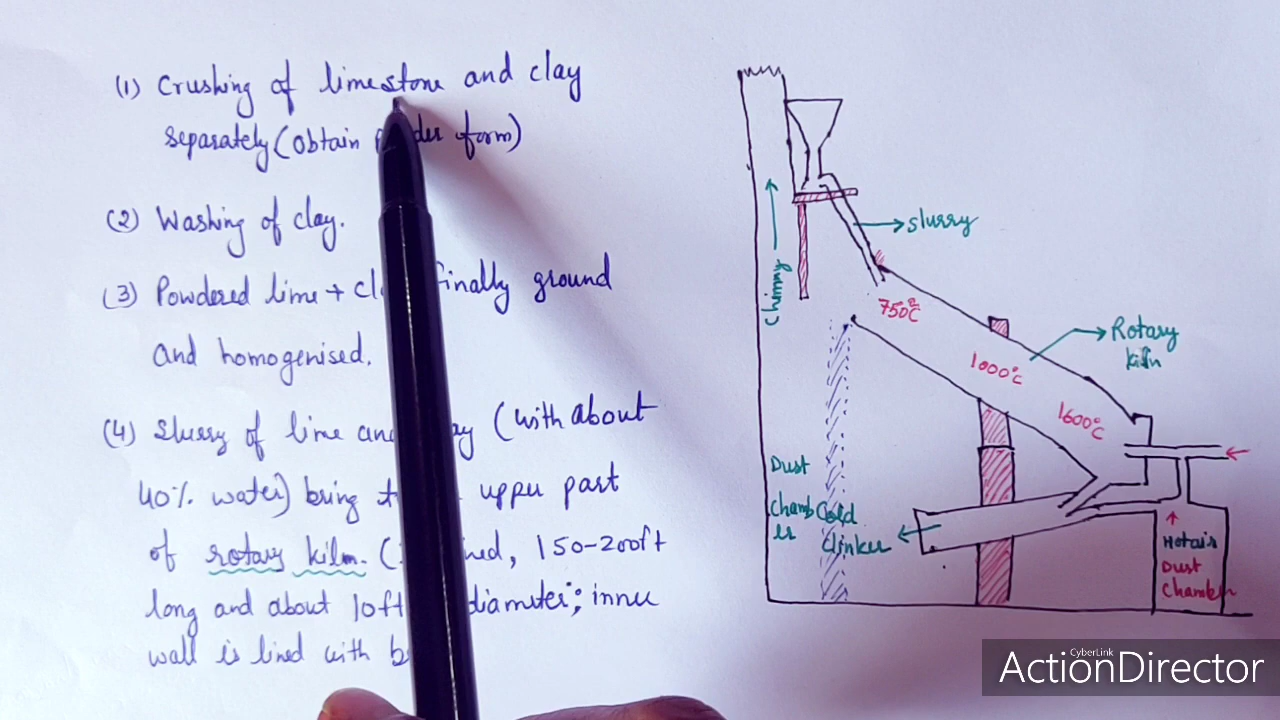 (1) Crushing of limestone and clay
separately (obtain form)
(2) Washing of clay.
(3) Powdered lime + finally ground
and homogenised.
(4) Slurry of lime and (with about
40% water) bring upper part
of rotary kiln. ( 150-200ft
long and about 10ft diameter; inner
wall is lined with
Chimney
slurry
750°C
Rotary
kiln
1000°C
1600°C
Dust
chamber
Cold
clinker
Hot air
Dust
Chamber
CyberLink
ActionDirector